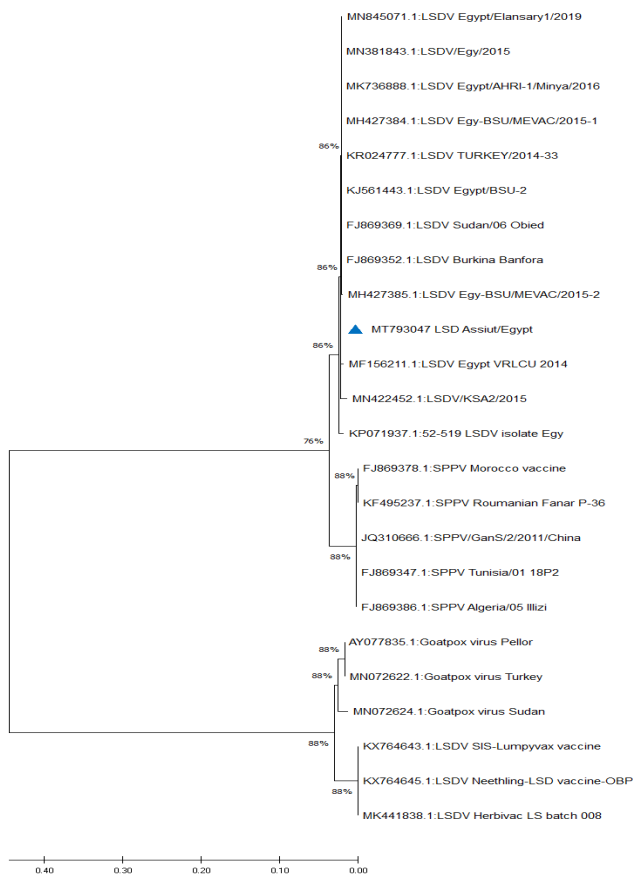 MN845071.1:LSDV Egypt/Elansary1/2019
MN381843.1:LSDV/Egy/2015
MK736888.1:LSDV Egypt/AHRI-1/Minya/2016
MH427384.1:LSDV Egy-BSU/MEVAC/2015-1
86%
KR024777.1:LSDV TURKEY/2014-33
KJ561443.1:LSDV Egypt/BSU-2
FJ869369.1:LSDV Sudan/06 Obied
FJ869352.1:LSDV Burkina Banfora
86%
MH427385.1:LSDV Egy-BSU/MEVAC/2015-2
MT793047 LSD Assiut/Egypt
86%
MF156211.1:LSDV Egypt VRLCU 2014
MN422452.1:LSDV/KSA2/2015
KP071937.1:52-519 LSDV isolate Egy
76%
FJ869378.1:SPPV Morocco vaccine
88%
KF495237.1:SPPV Roumanian Fanar P-36
JQ310666.1:SPPV/GanS/2/2011/China
88%
FJ869347.1:SPPV Tunisia/01 18P2
FJ869386.1:SPPV Algeria/05 Illizi
AY077835.1:Goatpox virus Pellor
88%
88%
MN072622.1:Goatpox virus Turkey
MN072624.1:Goatpox virus Sudan
88%
KX764643.1:LSDV SIS-Lumpyvax vaccine
KX764645.1:LSDV Neethling-LSD vaccine-OBP
88%
MK441838.1:LSDV Herbivac LS batch 008
0.40 0.30 0.20 0.10 0.00